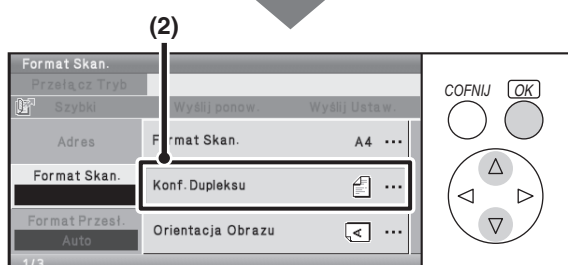 (2)
Format Skan.
Przełącz Tryb
Szybki Wyślij ponow. Wyślij Ustaw.
Adres Format Skan. A4 ...
Format Skan. Konf. Dupleksu ...
Format Przesł. Auto Orientacja Obrazu ...
1/3
COFNIJ OK